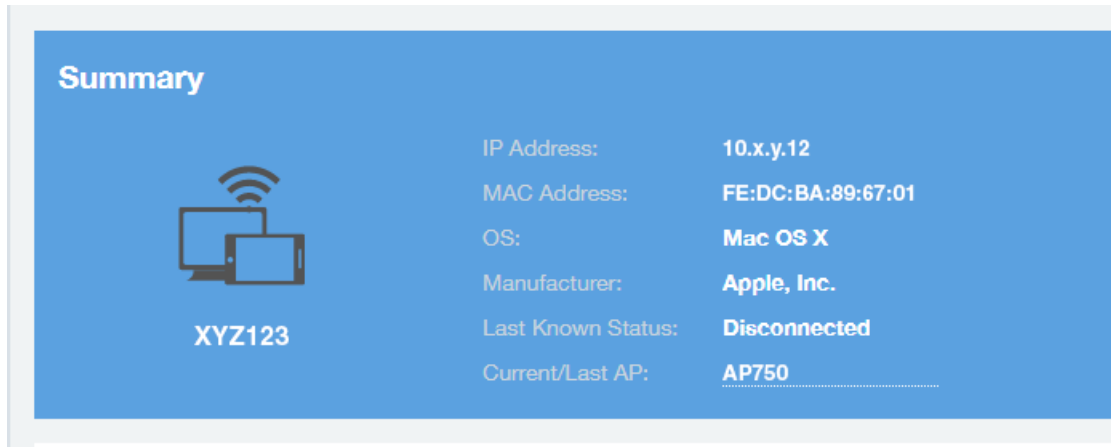 Summary
IP Address: 10.x.y.12
MAC Address: FE:DC:BA:89:67:01
OS: Mac OS X
Manufacturer: Apple, Inc.
Last Known Status: Disconnected
Current/Last AP: AP750
XYZ123